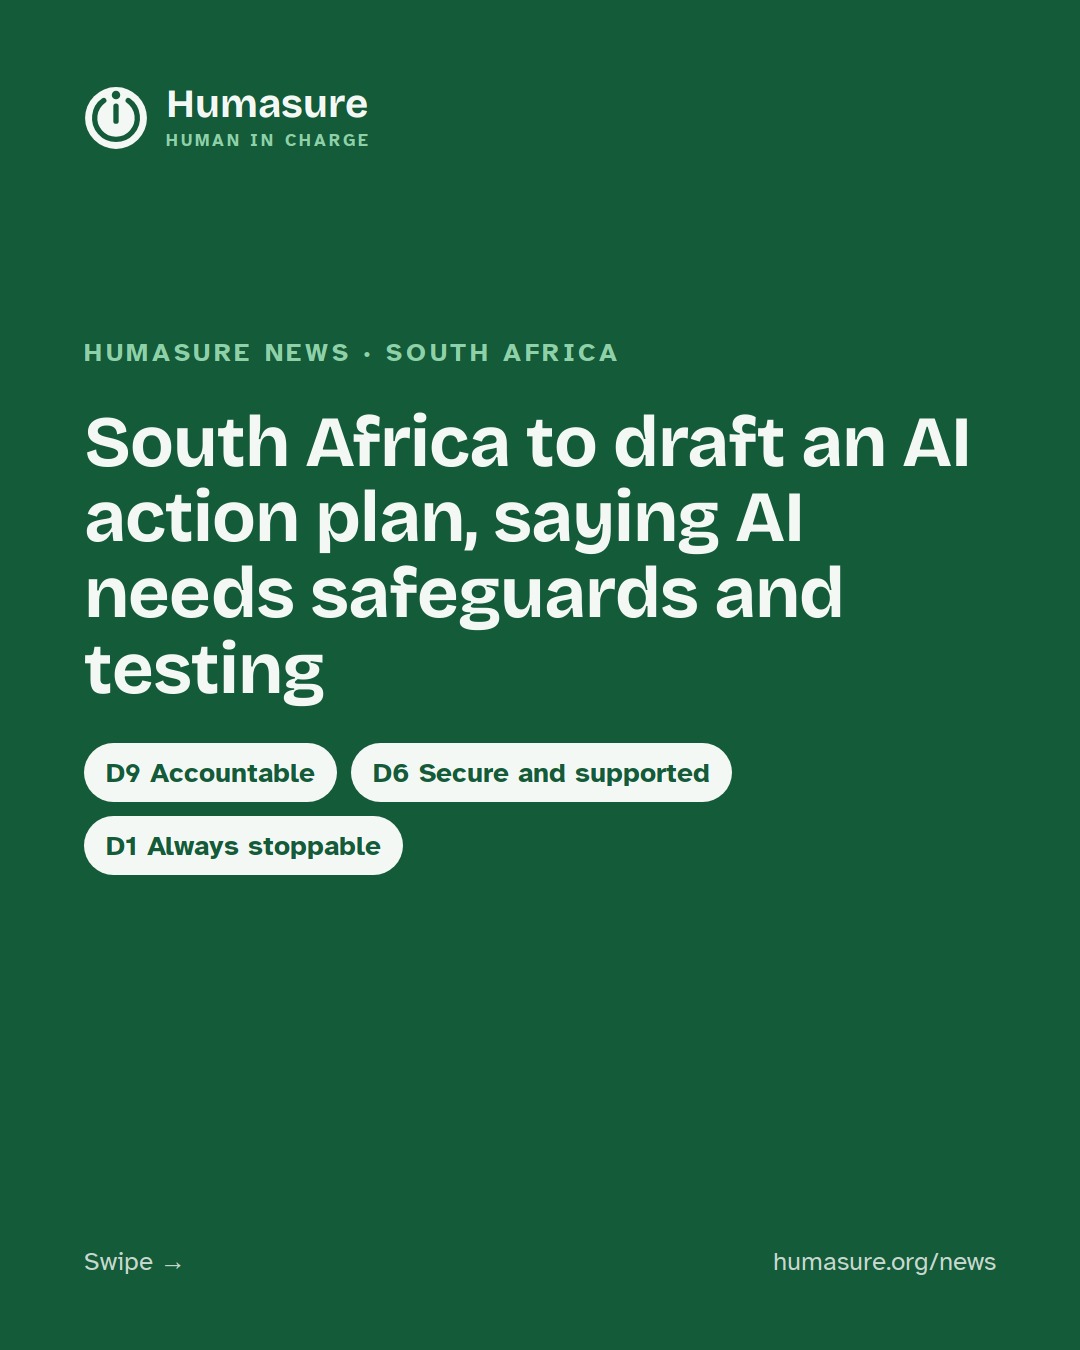 Humasure
HUMAN IN CHARGE
HUMASURE NEWS · SOUTH AFRICA
South Africa to draft an AI
action plan, saying AI
needs safeguards and
testing
D9 Accountable
D6 Secure and supported
D1 Always stoppable
Swipe →
humasure.org/news